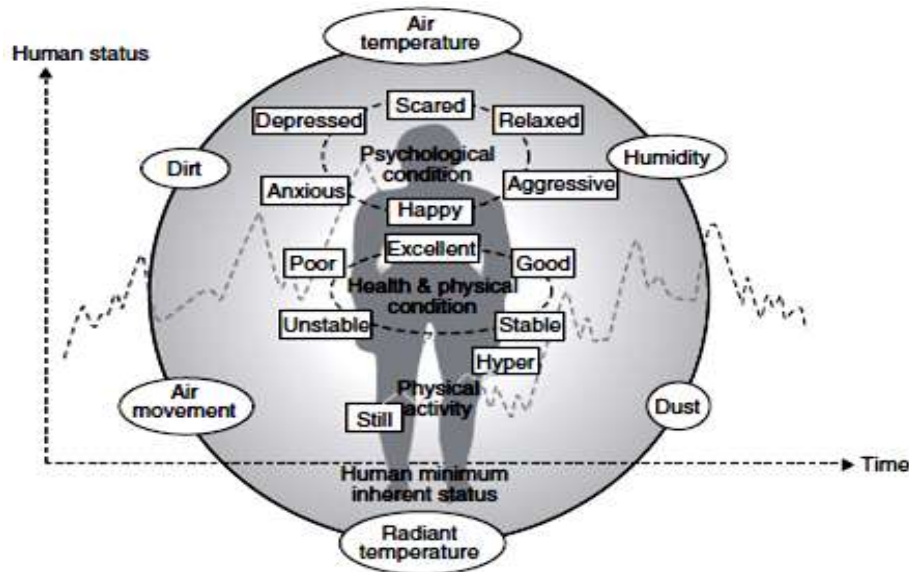 Air
temperature
Human status
Scared
Depressed
Relaxed
Psychological
condition
Dirt
Humidity
Anxious
Aggressive
Happy
Excellent
Poor
Good
Health & physical
condition
Unstable
Stable
Hyper
Air
movement
Physical
activity
Still
Dust
Time
Human minimum
inherent status
Radiant
temperature